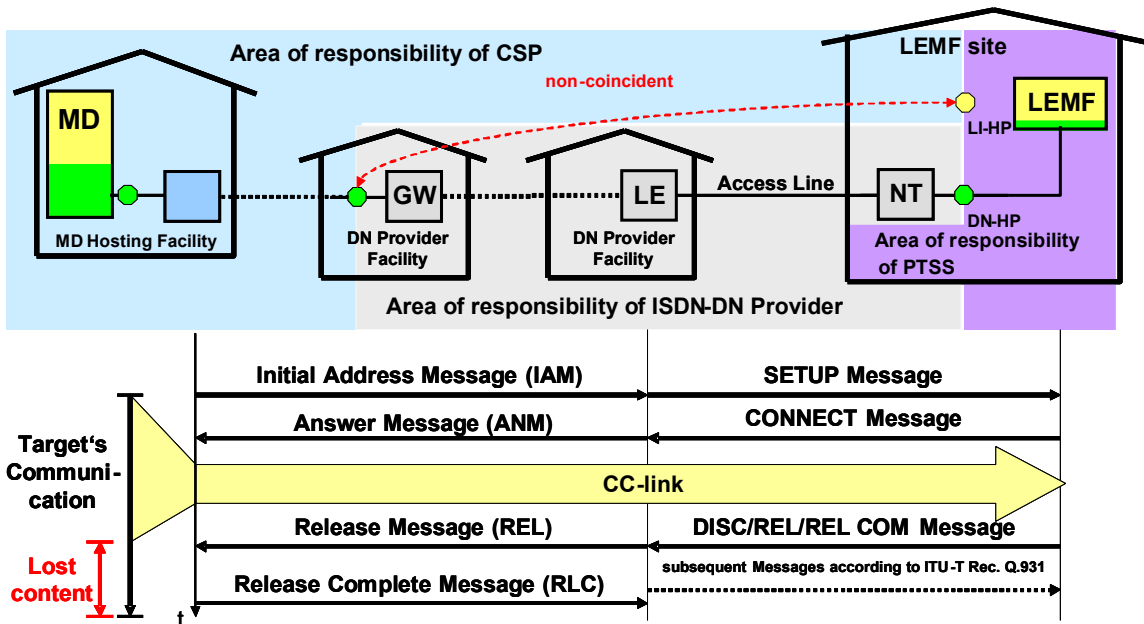 Area of responsibility of CSP
LEMF site
non-coincident
MD
LEMF
LI-HP
GW
LE
Access Line
NT
DN-HP
MD Hosting Facility
DN Provider
Facility
DN Provider
Facility
Area of responsibility
of PTSS
Area of responsibility of ISDN-DN Provider
Initial Address Message (IAM)
SETUP Message
Answer Message (ANM)
CONNECT Message
Target's
Communi-
cation
CC-link
Release Message (REL)
DISC/REL/REL COM Message
Lost
content
subsequent Messages according to ITU-T Rec. Q.931
Release Complete Message (RLC)
t